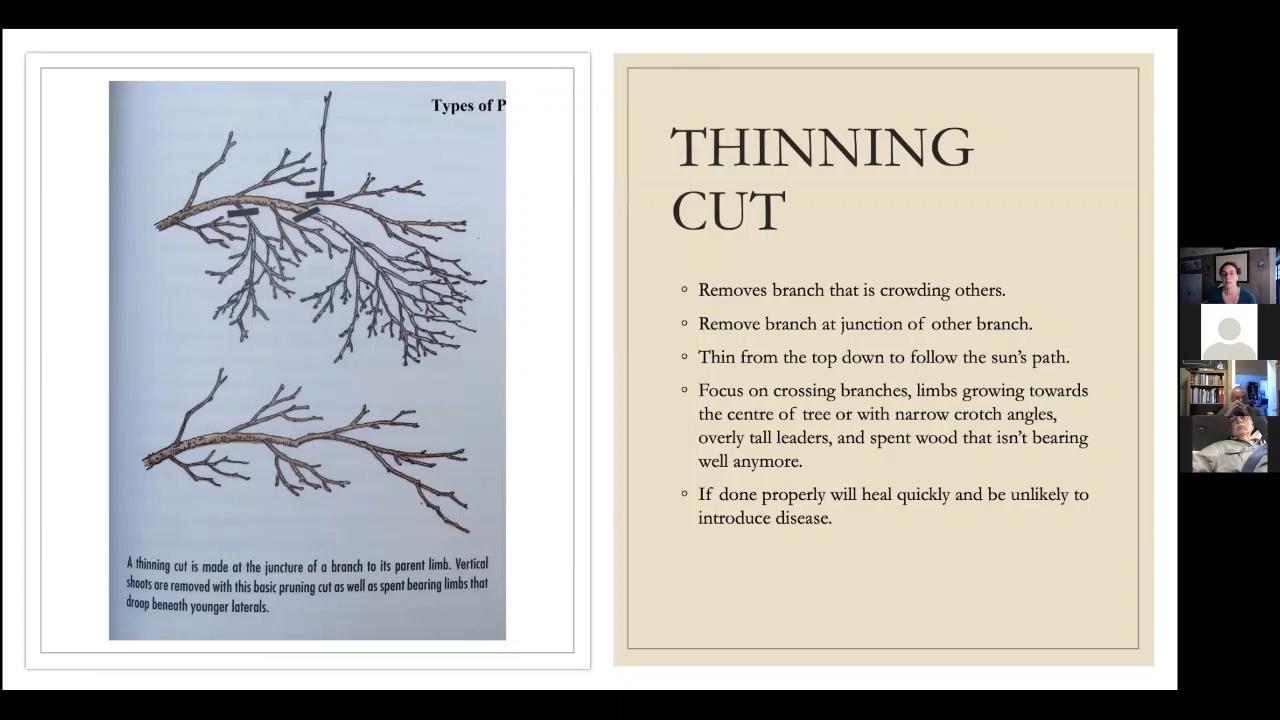 Types of P
A thinning cut is made at the juncture of a branch to its parent limb. Vertical
shoots are removed with this basic pruning cut as well as spent bearing limbs that
droop beneath younger laterals.
THINNING
CUT
◦ Removes branch that is crowding others.
◦ Remove branch at junction of other branch.
◦ Thin from the top down to follow the sun’s path.
◦ Focus on crossing branches, limbs growing towards
the centre of tree or with narrow crotch angles,
overly tall leaders, and spent wood that isn’t bearing
well anymore.
◦ If done properly will heal quickly and be unlikely to
introduce disease.